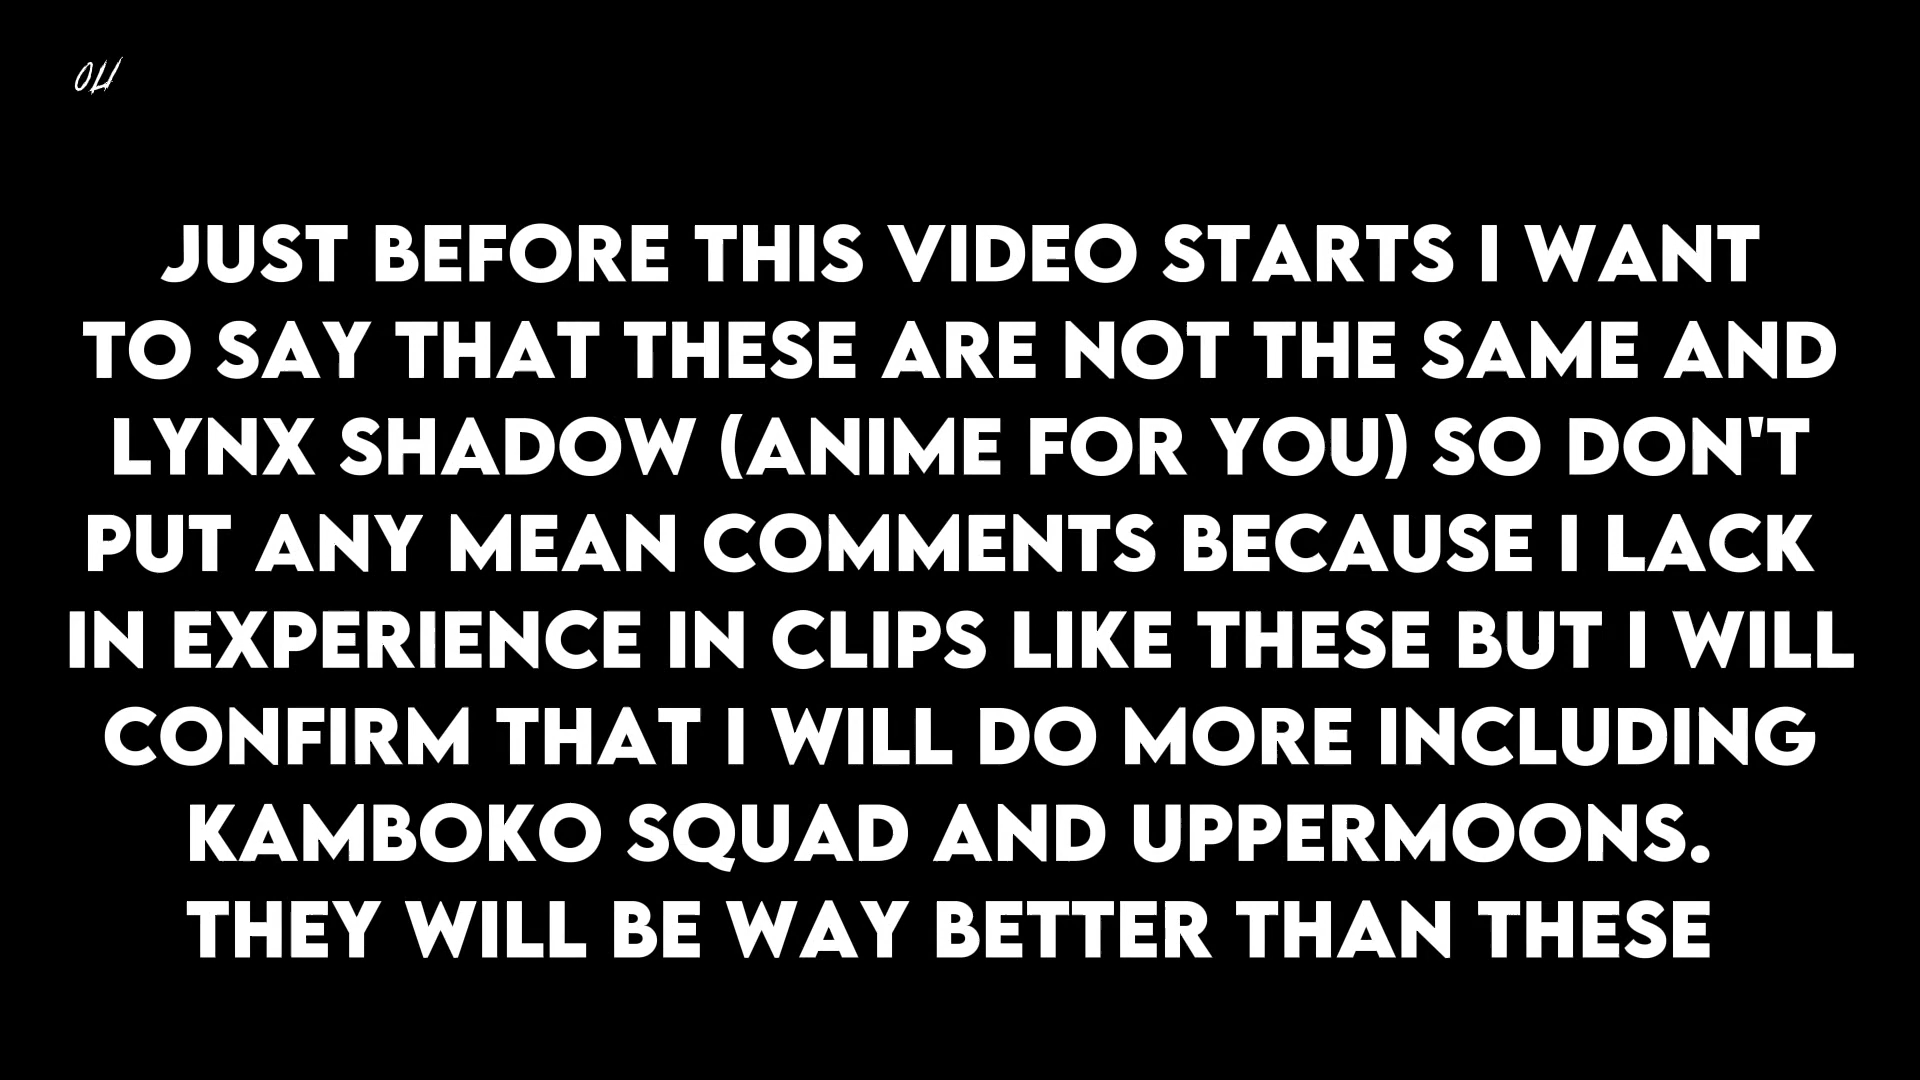 OLI
JUST BEFORE THIS VIDEO STARTS I WANT
TO SAY THAT THESE ARE NOT THE SAME AND
LYNX SHADOW (ANIME FOR YOU) SO DON'T
PUT ANY MEAN COMMENTS BECAUSE I LACK
IN EXPERIENCE IN CLIPS LIKE THESE BUT I WILL
CONFIRM THAT I WILL DO MORE INCLUDING
KAMBOKO SQUAD AND UPPERMOONS.
THEY WILL BE WAY BETTER THAN THESE